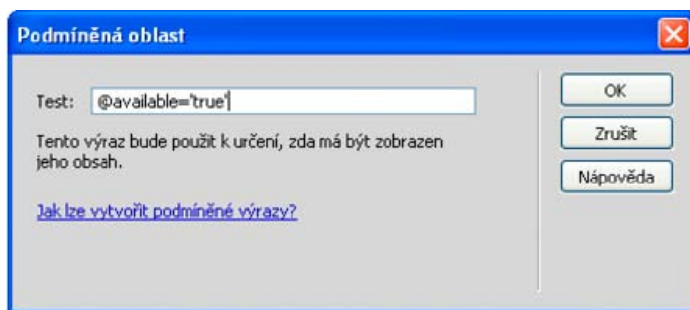 Podmíněná oblast
Test: @available='true'
Tento výraz bude použit k určení, zda má být zobrazen
jeho obsah.
Jak lze vytvořit podmíněné výrazy?
OK
Zrušit
Nápověda